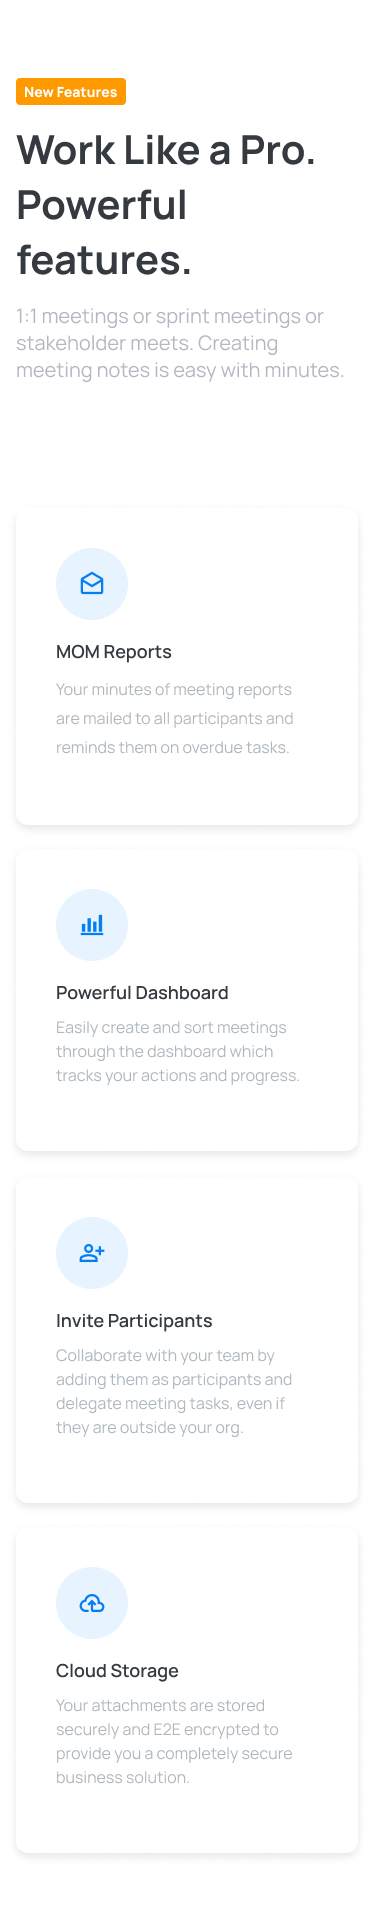 New Features
Work Like a Pro.
Powerful
features.
1:1 meetings or sprint meetings or
stakeholder meets. Creating
meeting notes is easy with minutes.
MOM Reports
Your minutes of meeting reports
are mailed to all participants and
reminds them on overdue tasks.
Powerful Dashboard
Easily create and sort meetings
through the dashboard which
tracks your actions and progress.
Invite Participants
Collaborate with your team by
adding them as participants and
delegate meeting tasks, even if
they are outside your org.
Cloud Storage
Your attachments are stored
securely and E2E encrypted to
provide you a completely secure
business solution.